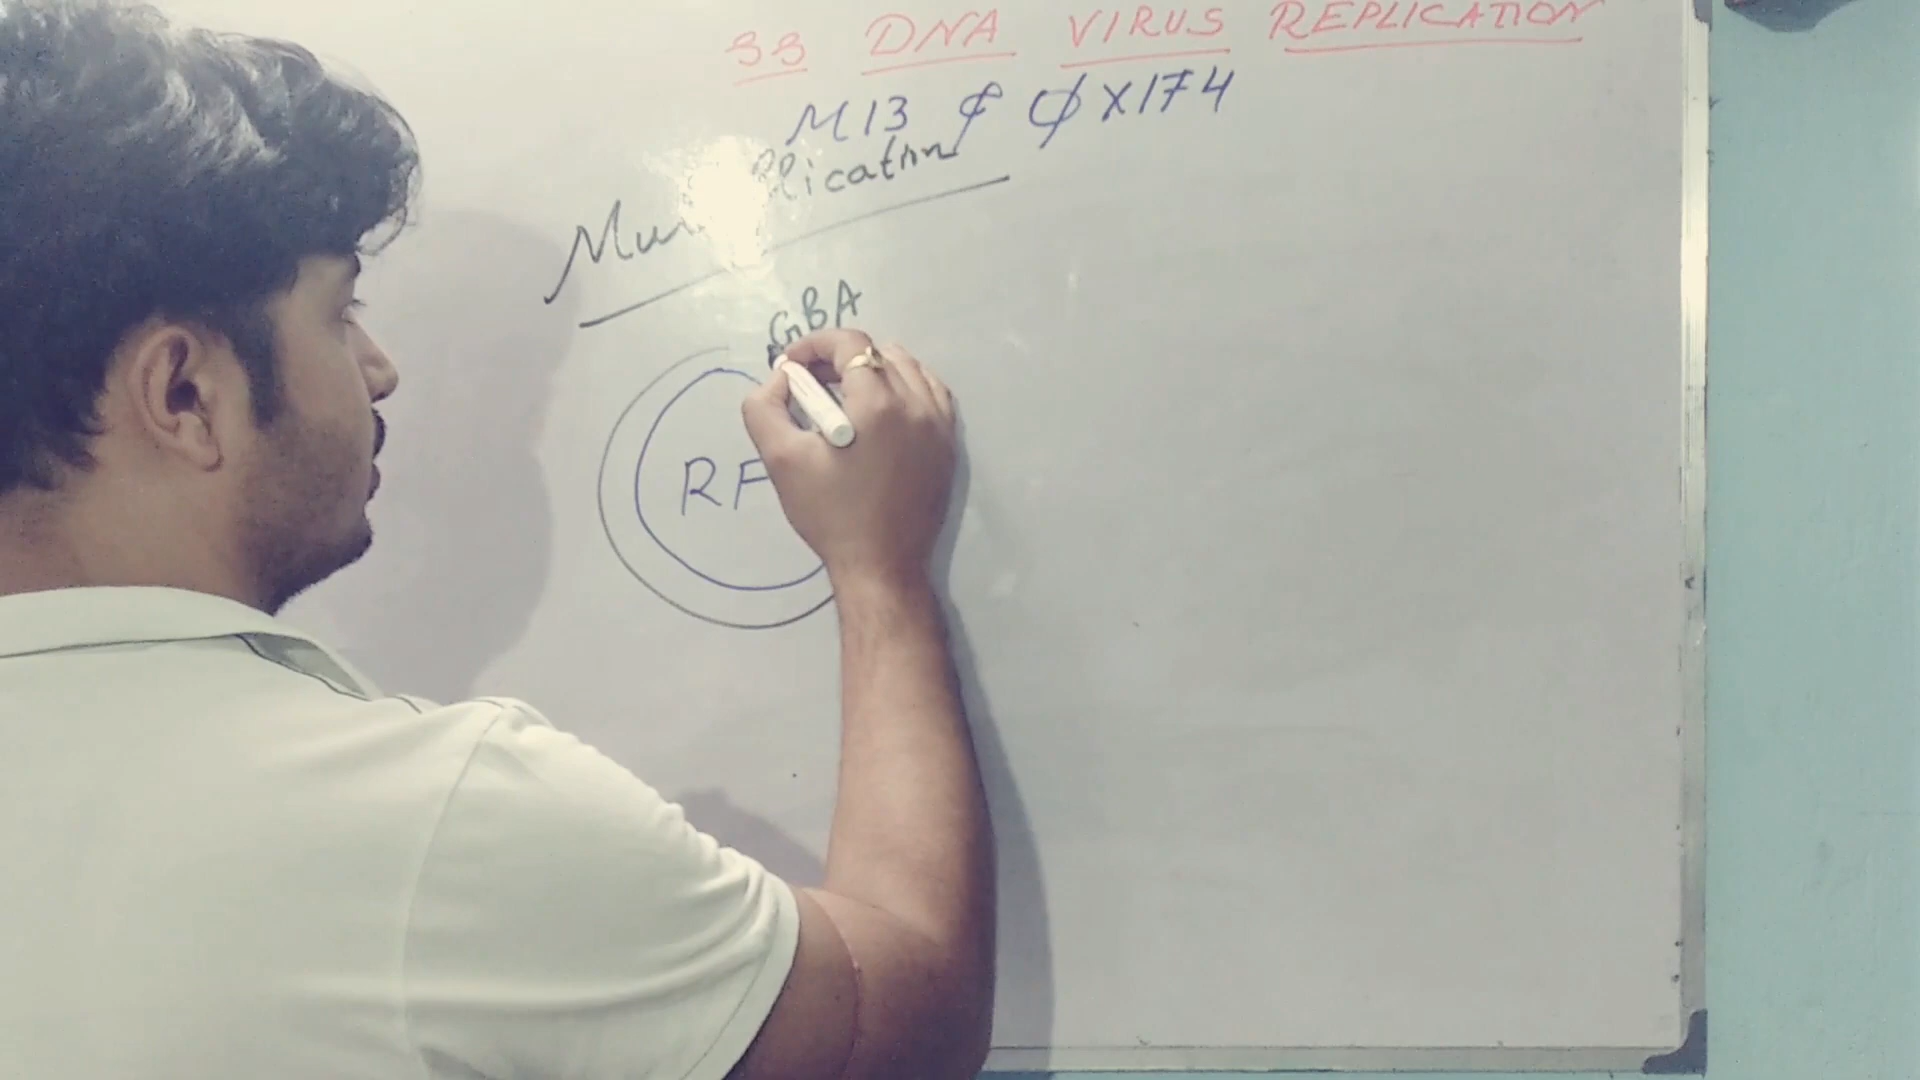 SS DNA VIRUS REPLICATION
M13 & φX174
GBA
RF